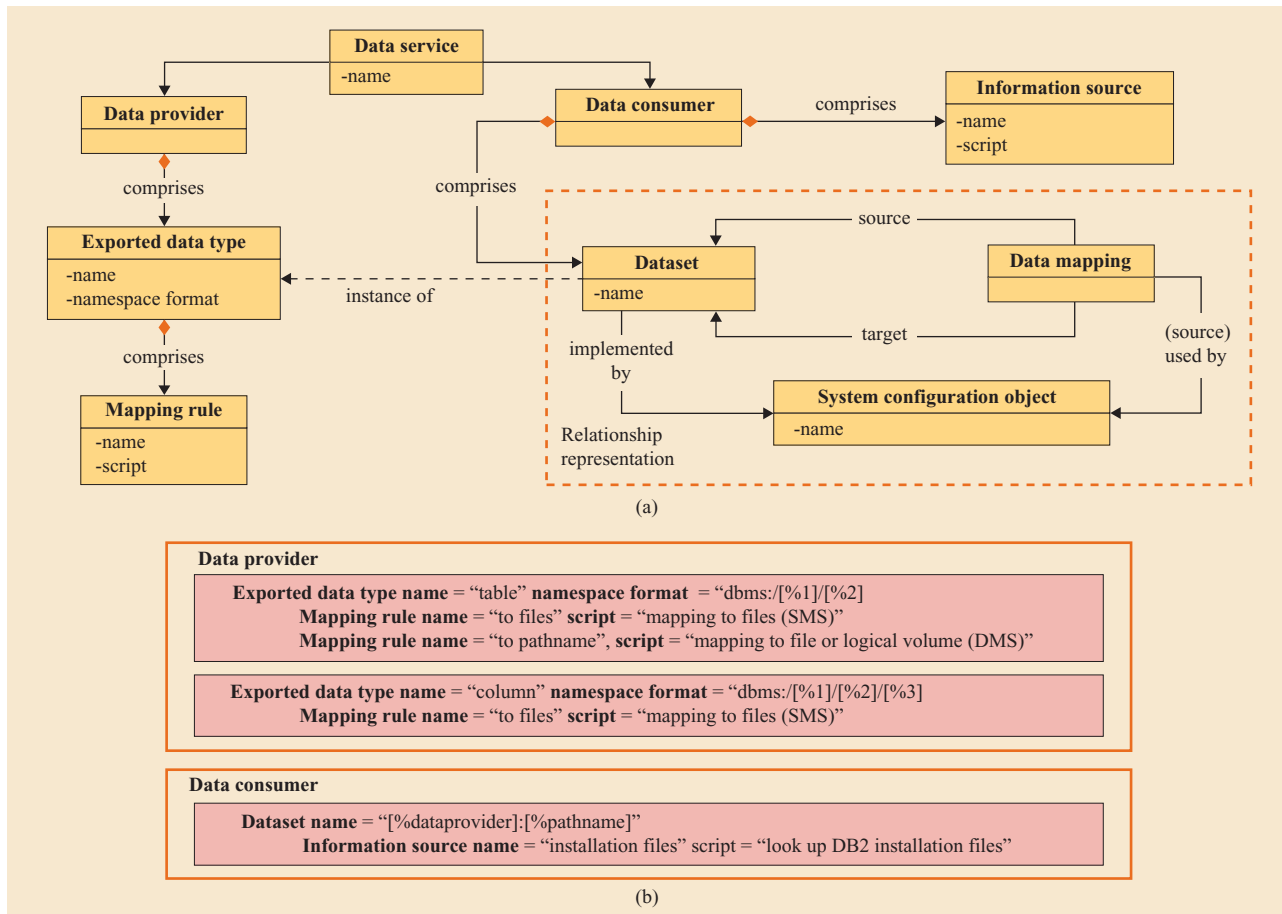 Data service
-name
Data provider
Data consumer
comprises
Information source
-name
-script
comprises
comprises
Exported data type
-name
-namespace format
instance of
source
Dataset
-name
Data mapping
target
implemented
by
(source)
used by
comprises
Mapping rule
-name
-script
System configuration object
-name
Relationship
representation
(a)
Data provider
Exported data type name = “table” namespace format = “dbms:/[%1]/[%2]
Mapping rule name = “to files” script = “mapping to files (SMS)”
Mapping rule name = “to pathname”, script = “mapping to file or logical volume (DMS)”
Exported data type name = “column” namespace format = “dbms:/[%1]/[%2]/[%3]
Mapping rule name = “to files” script = “mapping to files (SMS)”
Data consumer
Dataset name = “[%dataprovider]:[%pathname]”
Information source name = “installation files” script = “look up DB2 installation files”
(b)